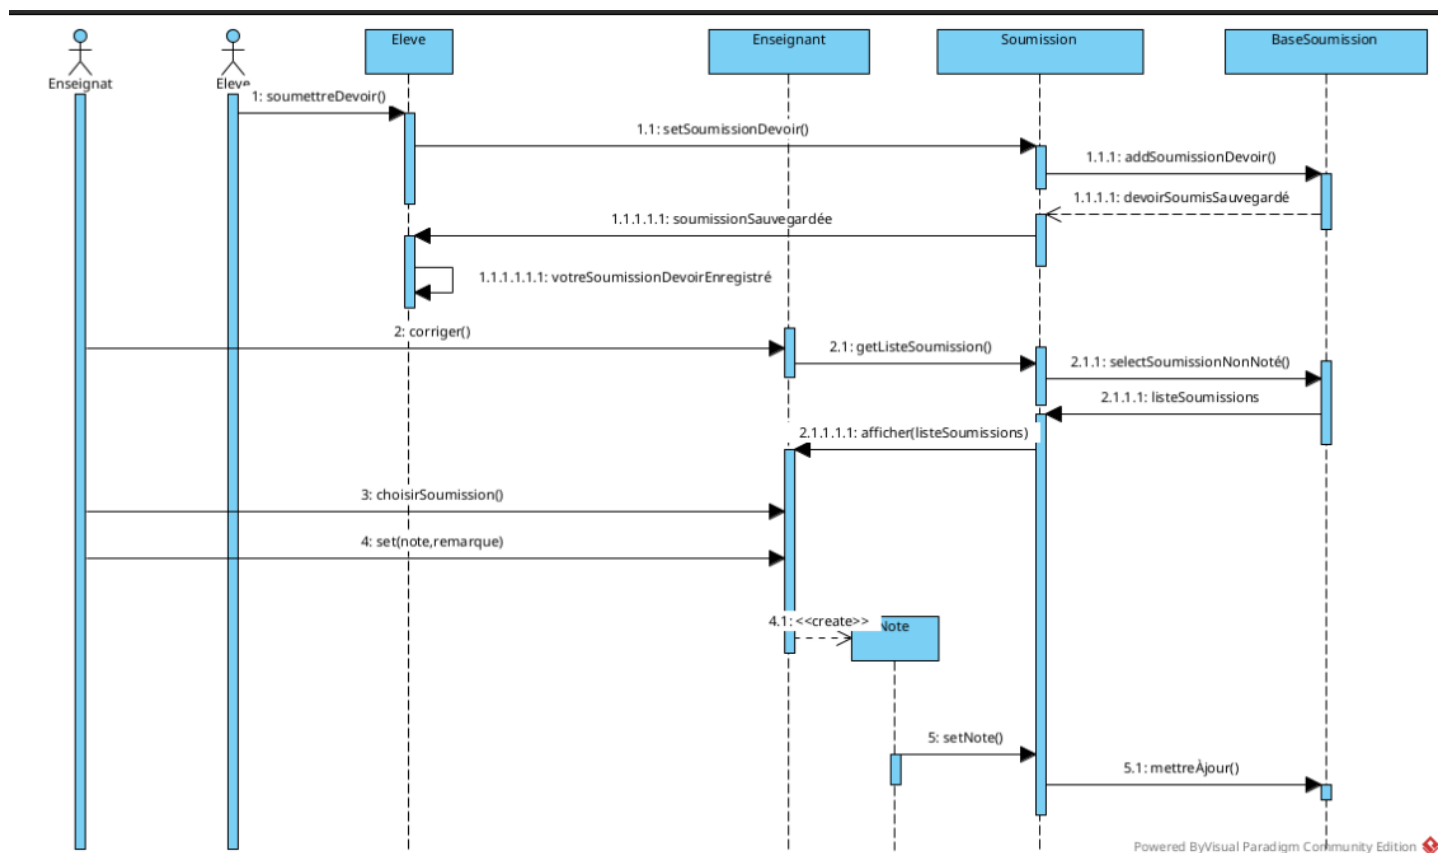 Eleve
Enseignant
Soumission
BaseSoumission
Enseignat
Eleve
1: soumettreDevoir()
1.1: setSoumissionDevoir()
1.1.1: addSoumissionDevoir()
1.1.1.1: devoirSoumisSauvegardé
1.1.1.1.1: soumissionSauvegardée
1.1.1.1.1.1: votreSoumissionDevoirEnregistré
2: corriger()
2.1: getListeSoumission()
2.1.1: selectSoumissionNonNoté()
2.1.1.1: listeSoumissions
2.1.1.1.1: afficher(listeSoumissions)
3: choisirSoumission()
4: set(note,remarque)
4.1: <<create>>
Note
5: setNote()
5.1: mettreÀjour()
Powered ByVisual Paradigm Community Edition